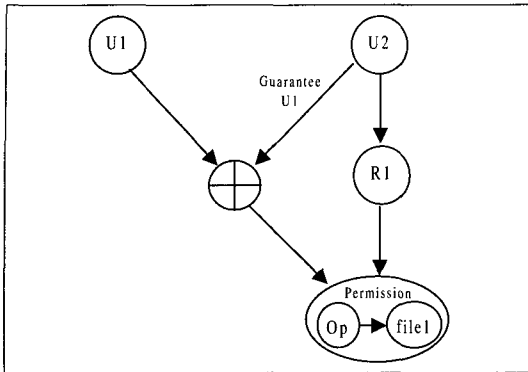 U1
U2
Guarantee
U1
R1
Permission
Op
file1